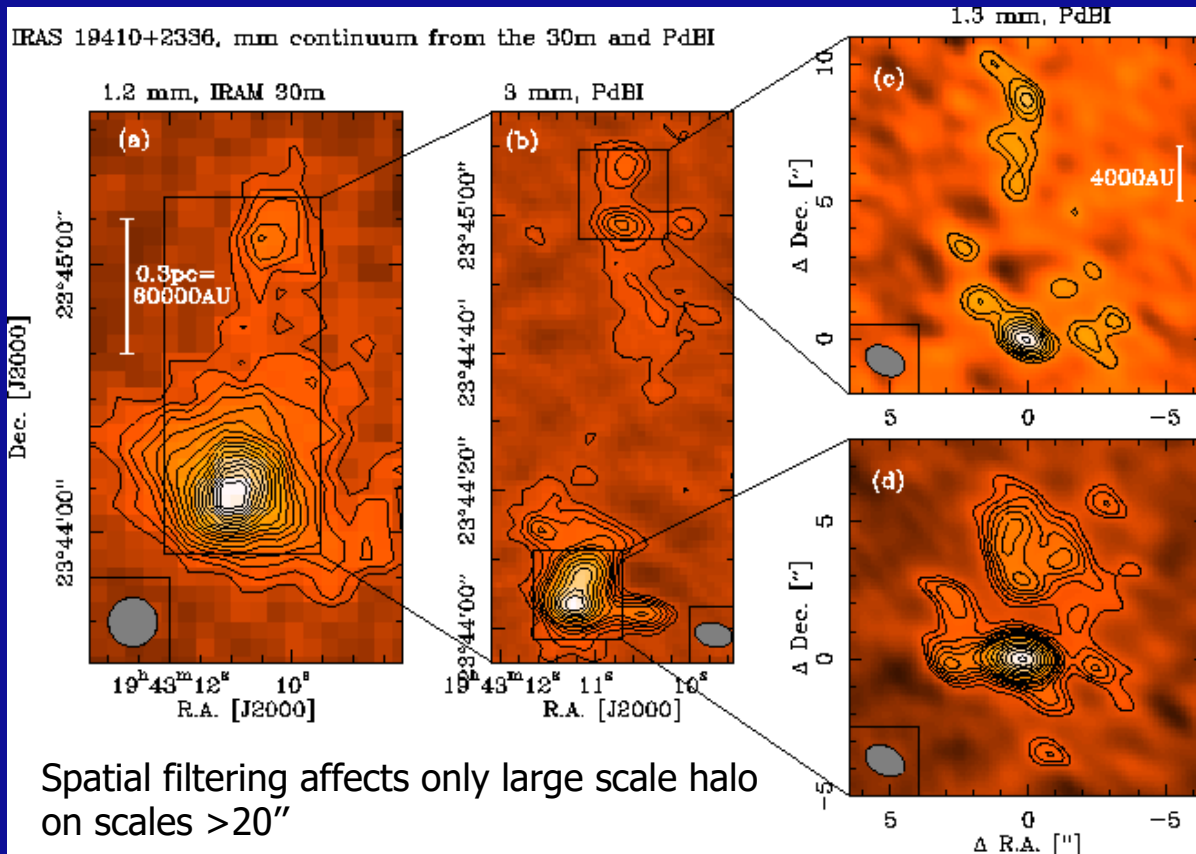 1.3 mm, PdBI
IRAS 19410+2336, mm continuum from the 30m and PdBI
1.2 mm, IRAM 30m
3 mm, PdBI
(a)
(b)
(c)
(d)
0.3pc=
60000AU
4000AU
Dec. [J2000]
23°45'00"
23°44'00"
19ʰ43ᵐ12ˢ
10ˢ
R.A. [J2000]
23°45'00"
23°44'40"
23°44'20"
23°44'00"
19ʰ43ᵐ12ˢ
11ˢ
10ˢ
R.A. [J2000]
Δ Dec. ["]
10
5
0
5
0
−5
Δ Dec. ["]
5
0
−5
5
0
−5
Δ R.A. ["]
Spatial filtering affects only large scale halo
on scales >20”